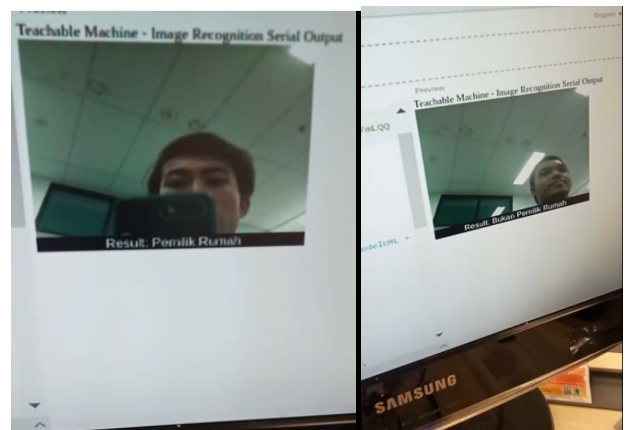 Teachable Machine - Image Recognition Serial Output
Result: Pemilik Rumah
English
Preview
Teachable Machine - Image Recognition Serial Output
Result: Bukan Pemilik Rumah
SAMSUNG